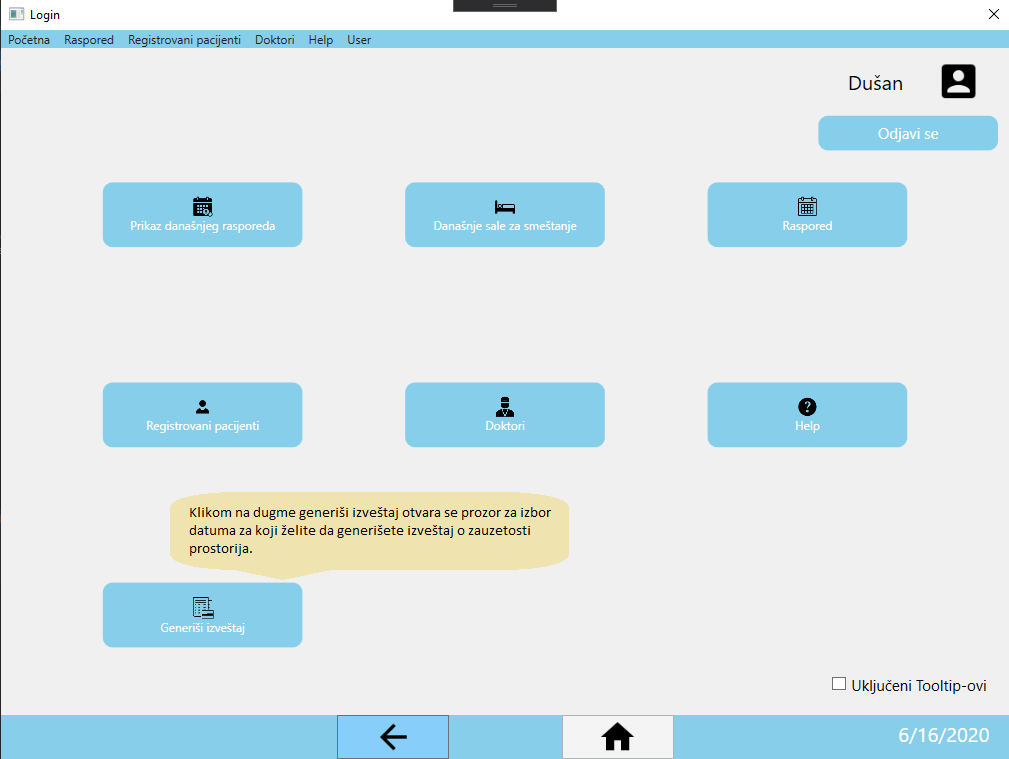 Login
Početna Raspored Registrovani pacijenti Doktori Help User
Dušan
Odjavi se
Prikaz današnjeg rasporeda
Današnje sale za smeštanje
Raspored
Registrovani pacijenti
Doktori
Help
Klikom na dugme generiši izveštaj otvara se prozor za izbor
datuma za koji želite da generišete izveštaj o zauzetosti
prostorija.
Generiši izveštaj
Uključeni Tooltip-ovi
6/16/2020